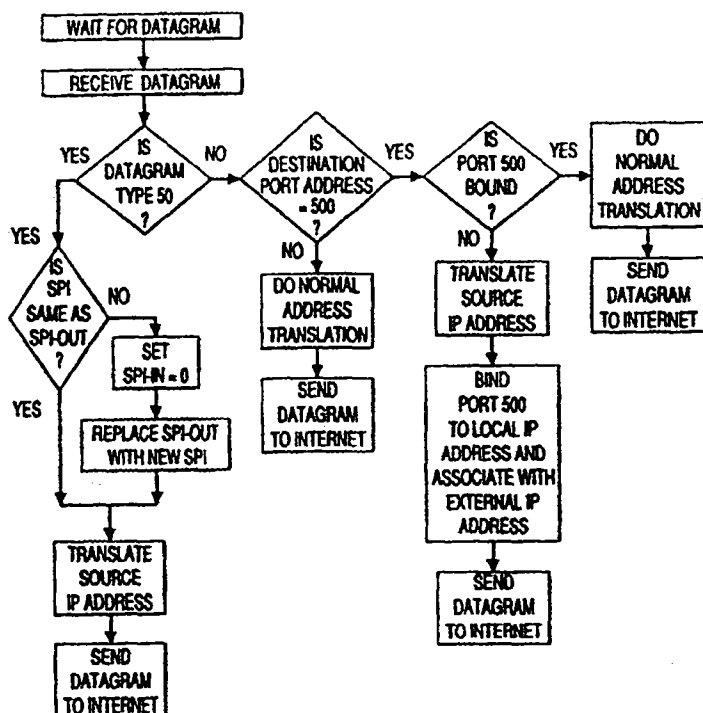 WAIT FOR DATAGRAM
RECEIVE DATAGRAM
IS
DATAGRAM
TYPE 50
?
YES
NO
IS
DESTINATION
PORT ADDRESS
= 500
?
YES
IS
PORT 500
BOUND
?
YES
DO
NORMAL
ADDRESS
TRANSLATION
SEND
DATAGRAM
TO INTERNET
YES
IS
SPI
SAME AS
SPI-OUT
?
NO
SET
SPI-IN = 0
YES
REPLACE SPI-OUT
WITH NEW SPI
TRANSLATE
SOURCE
IP ADDRESS
SEND
DATAGRAM
TO INTERNET
NO
DO NORMAL
ADDRESS
TRANSLATION
SEND
DATAGRAM
TO INTERNET
NO
TRANSLATE
SOURCE
IP ADDRESS
BIND
PORT 500
TO LOCAL IP
ADDRESS AND
ASSOCIATE WITH
EXTERNAL IP
ADDRESS
SEND
DATAGRAM
TO INTERNET